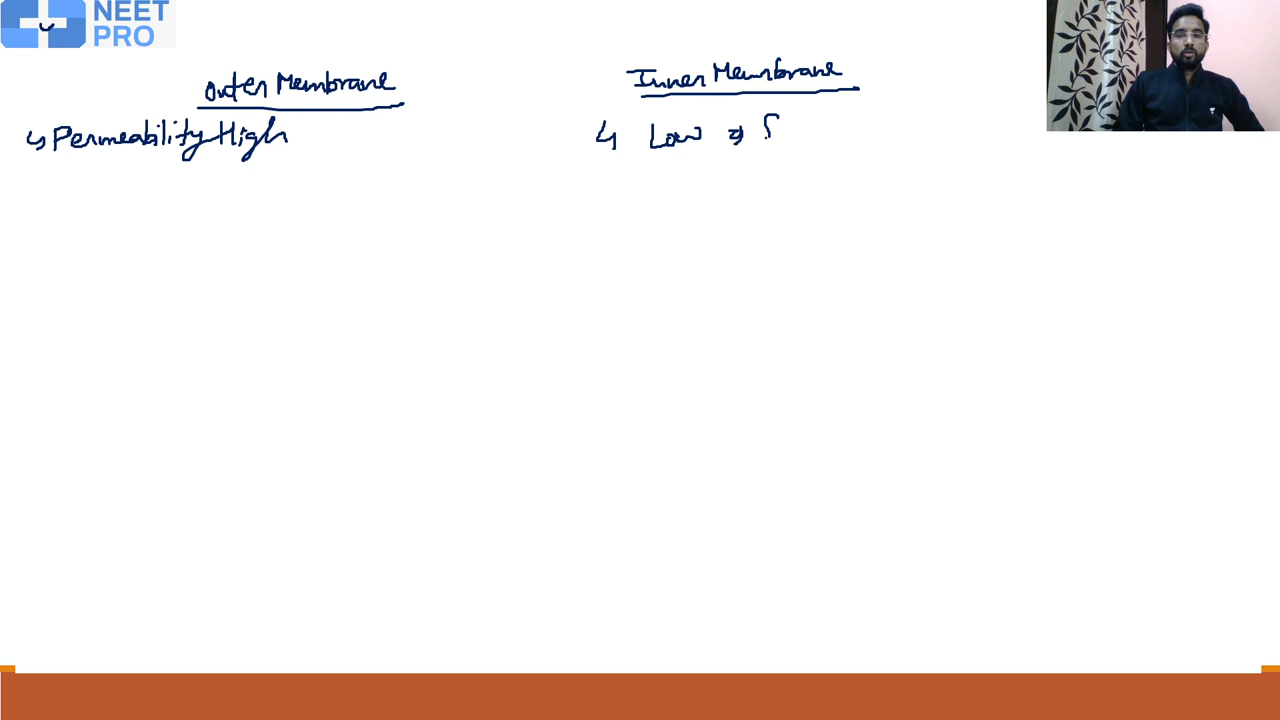 NEET
PRO
Outer Membrane
Inner Membrane
↳ Permeability High
↳ Low ⇒